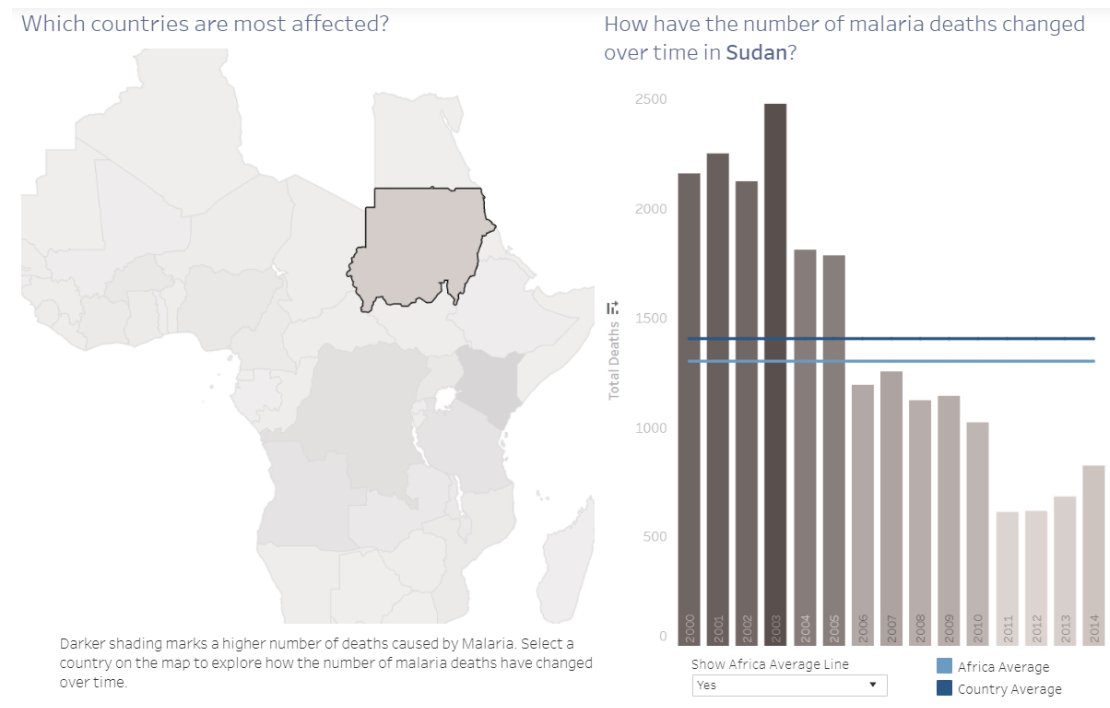 Which countries are most affected?
How have the number of malaria deaths changed
over time in Sudan?
2500
2000
1500
1000
500
0
Total Deaths
2000
2001
2002
2003
2004
2005
2006
2007
2008
2009
2010
2011
2012
2013
2014
Darker shading marks a higher number of deaths caused by Malaria. Select a
country on the map to explore how the number of malaria deaths have changed
over time.
Show Africa Average Line
Yes
Africa Average
Country Average